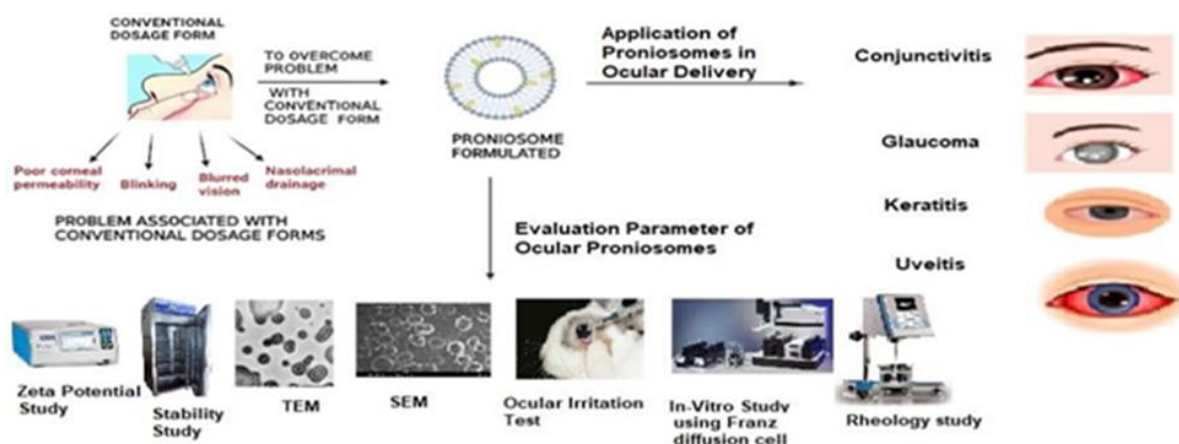 CONVENTIONAL
DOSAGE FORM
TO OVERCOME
PROBLEM
WITH
CONVENTIONAL
DOSAGE FORM
Poor corneal
permeability
Blinking
Blurred
vision
Nasolacrimal
drainage
PROBLEM ASSOCIATED WITH
CONVENTIONAL DOSAGE FORMS
PRONIOSOME
FORMULATED
Application of
Proniosomes in
Ocular Delivery
Conjunctivitis
Glaucoma
Keratitis
Uveitis
Evaluation Parameter of
Ocular Proniosomes
Zeta Potential
Study
Stability
Study
TEM
SEM
Ocular Irritation
Test
In-Vitro Study
using Franz
diffusion cell
Rheology study